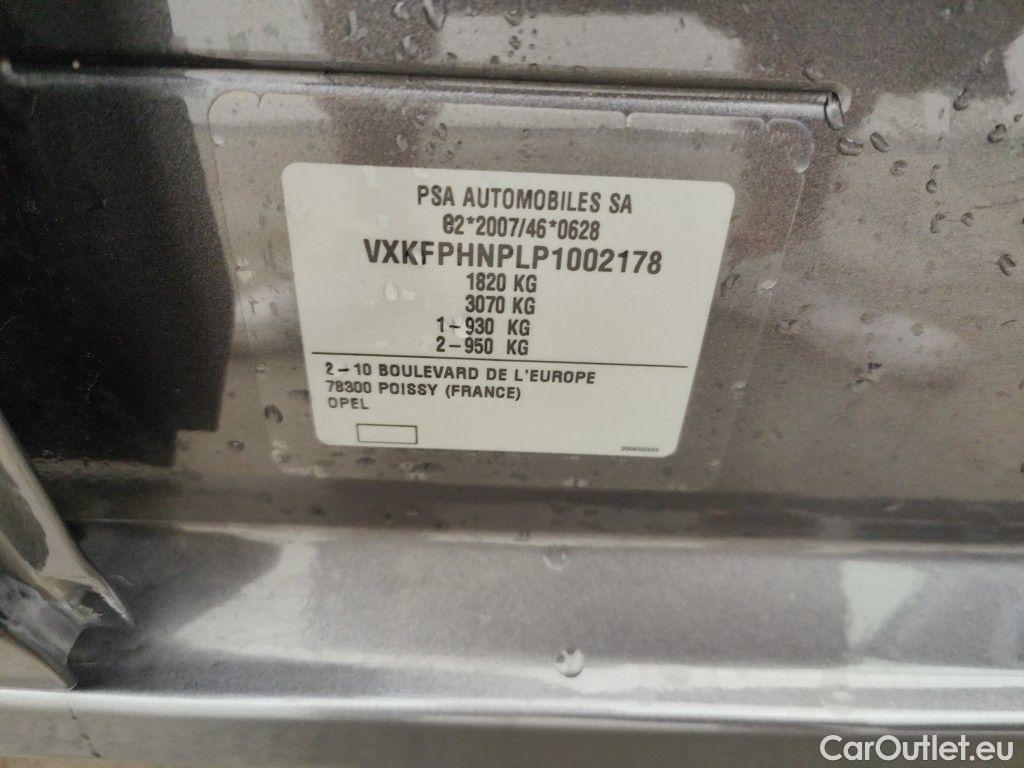 PSA AUTOMOBILES SA
e2*2007/46*0628
VXKFPHNPLP1002178
1820 KG
3070 KG
1-930 KG
2-950 KG
2-10 BOULEVARD DE L'EUROPE
78300 POISSY (FRANCE)
OPEL
CarOutlet.eu